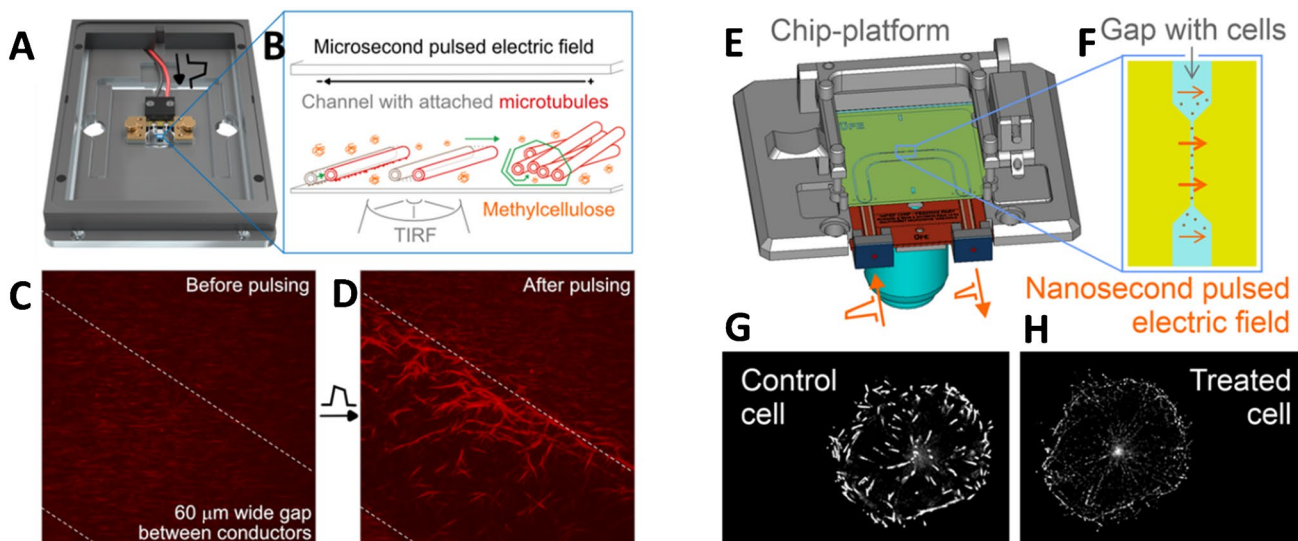 A
B
Microsecond pulsed electric field
- +
Channel with attached microtubules
Methylcellulose
TIRF
C
Before pulsing
60 μm wide gap
between conductors
D
After pulsing
E
Chip-platform
F
Gap with cells
Nanosecond pulsed
electric field
G
Control
cell
H
Treated
cell